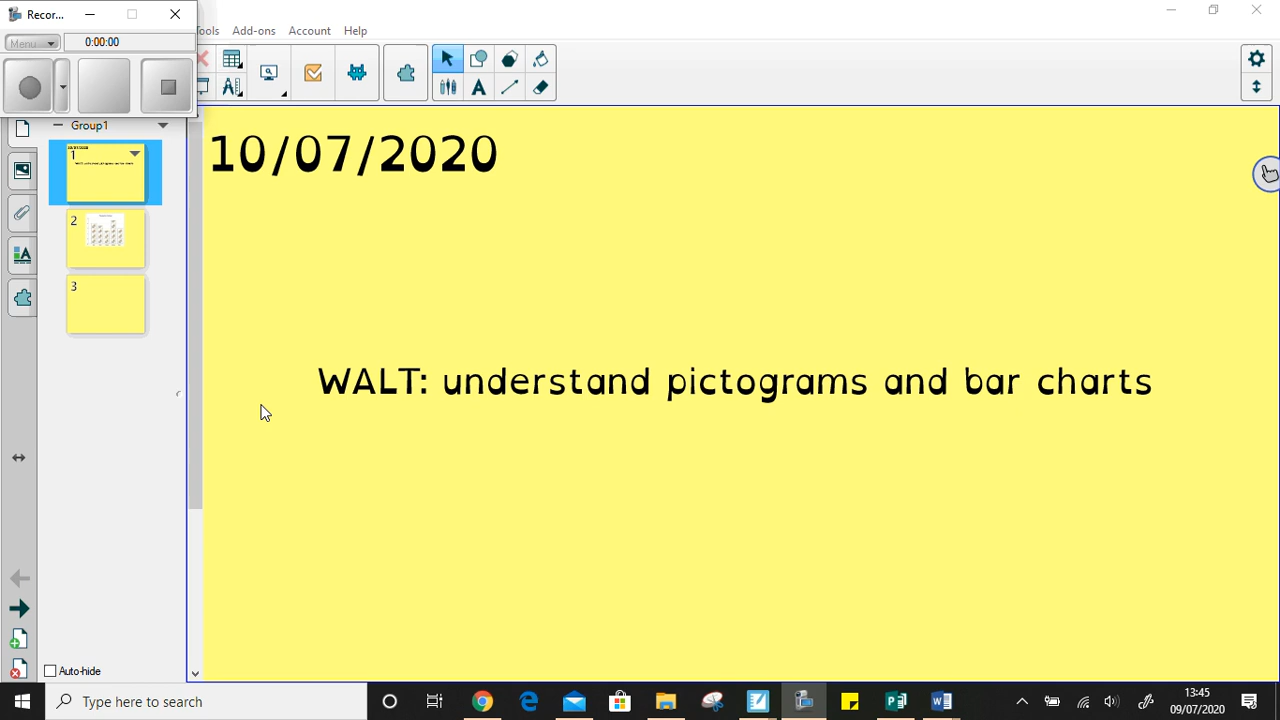 Recor...
Menu
0:00:00
Tools Add-ons Account Help
Group1
1
2
3
10/07/2020
WALT: understand pictograms and bar charts
Auto-hide
Type here to search
13:45
09/07/2020